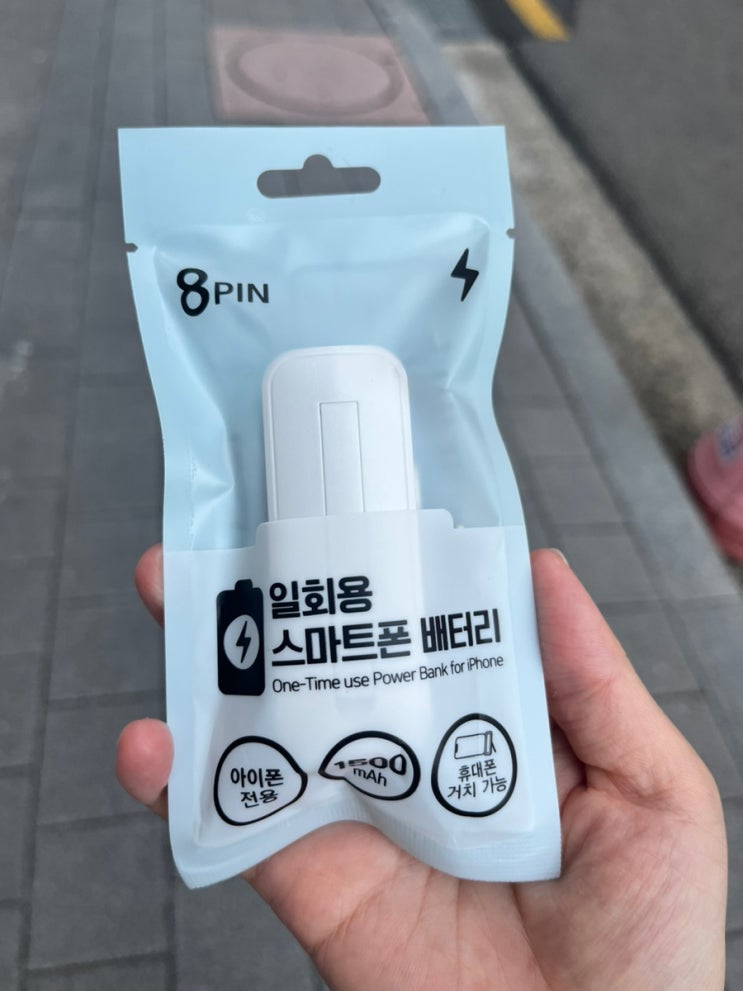 8PIN
일회용
스마트폰 배터리
One-Time use Power Bank for iPhone
아이폰
전용
1500
mAh
휴대폰
거치 가능